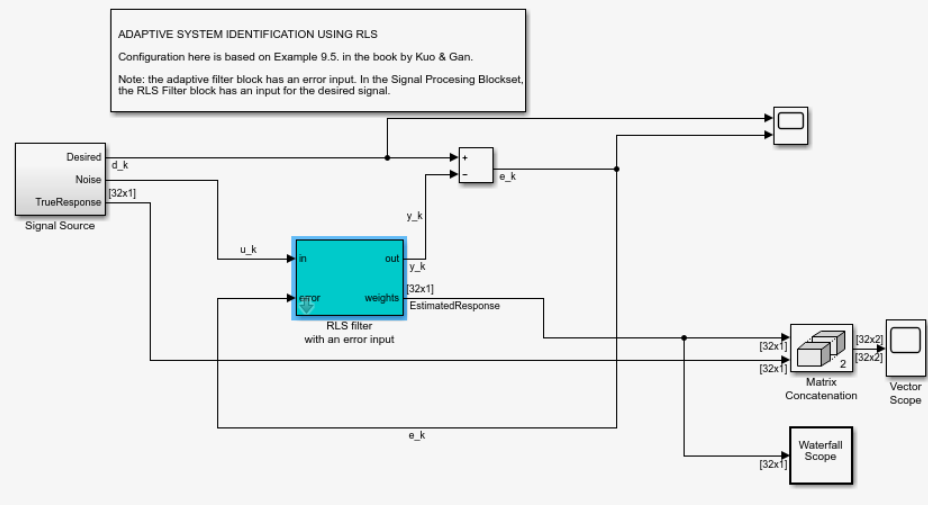 ADAPTIVE SYSTEM IDENTIFICATION USING RLS
Configuration here is based on Example 9.5. in the book by Kuo & Gan.
Note: the adaptive filter block has an error input. In the Signal Procesing Blockset,
the RLS Filter block has an input for the desired signal.
Desired
d_k
Noise
TrueResponse
[32x1]
Signal Source
+
−
e_k
y_k
u_k
in
out
y_k
error
weights
[32x1]
EstimatedResponse
RLS filter
with an error input
e_k
[32x1]
[32x1]
2
[32x2]
[32x2]
Matrix
Concatenation
Vector
Scope
Waterfall
Scope
[32x1]